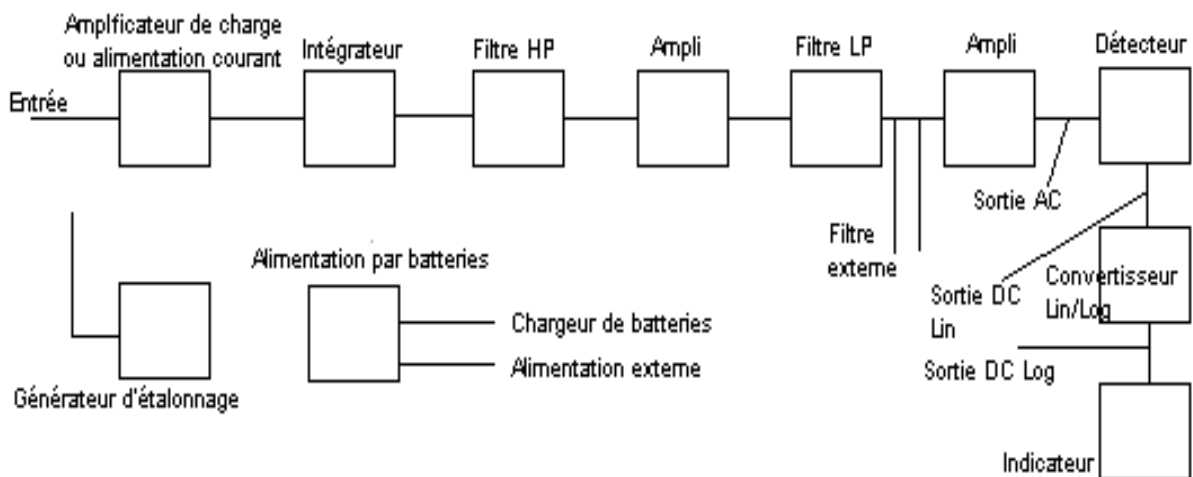 Amplficateur de charge
ou alimentation courant
Intégrateur
Filtre HP
Ampli
Filtre LP
Ampli
Détecteur
Entrée
Sortie AC
Filtre
externe
Sortie DC
Lin
Convertisseur
Lin/Log
Sortie DC Log
Indicateur
Alimentation par batteries
Chargeur de batteries
Alimentation externe
Générateur d'étalonnage